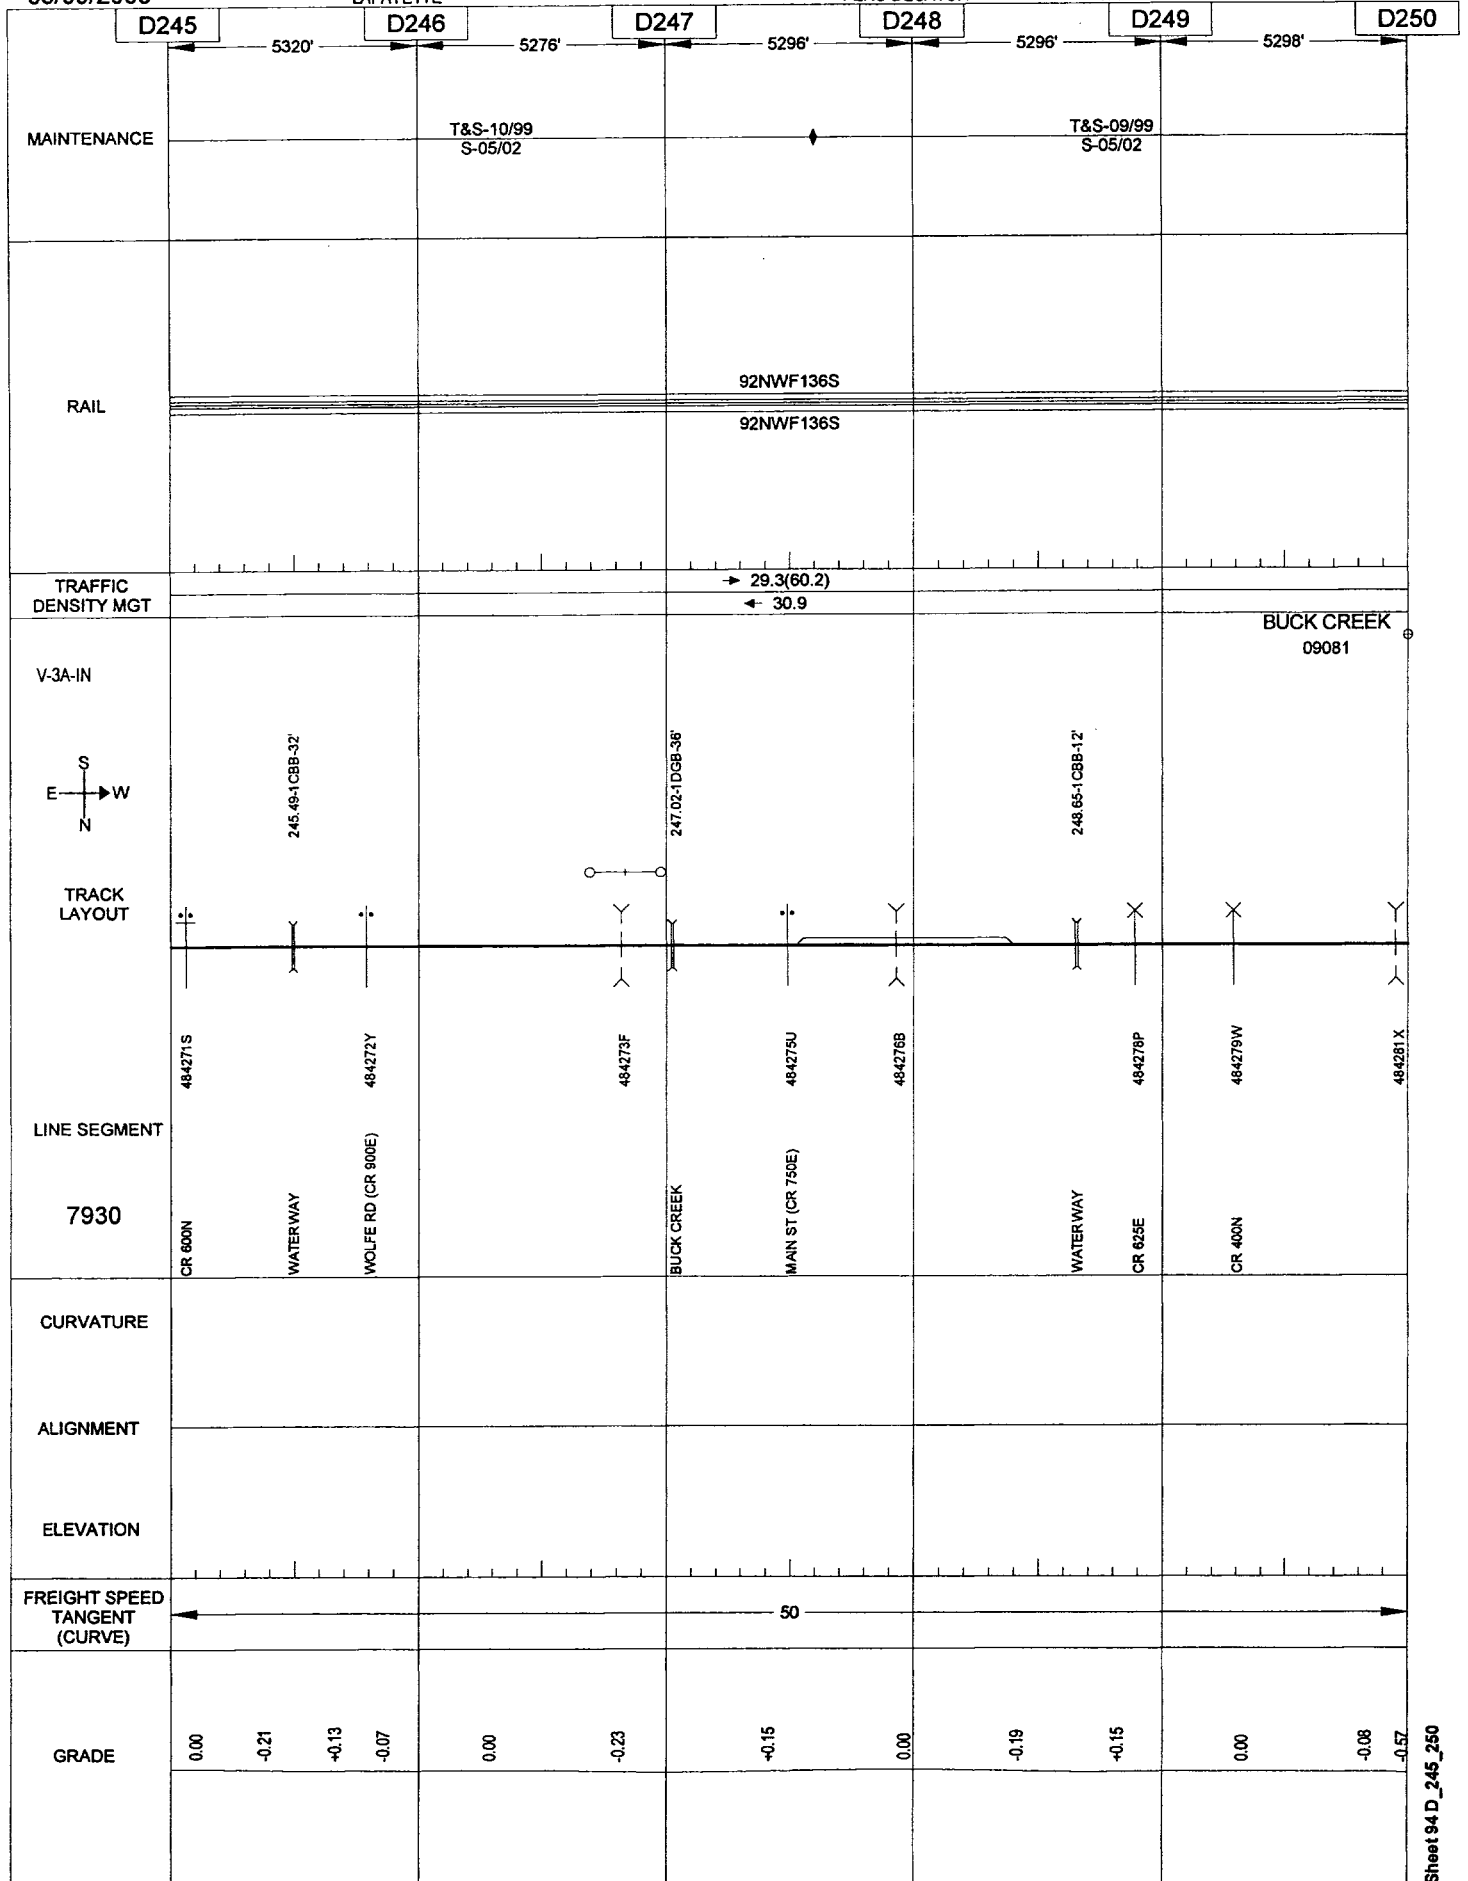 D245 D246 D247 D248 D249 D250
5320' 5276' 5296' 5296' 5298'
MAINTENANCE
T&S-10/99
S-05/02
T&S-09/99
S-05/02
RAIL
92NWF136S
92NWF136S
TRAFFIC
DENSITY MGT
29.3(60.2)
30.9
BUCK CREEK
09081
V-3A-IN
S
E W
N
245.49-1CBB-32'
247.02-1DGB-36'
248.65-1CBB-12'
TRACK
LAYOUT
484271S
484272Y
484273F
484275U
484276B
484278P
484279W
484281X
LINE SEGMENT
7930
CR 600N
WATERWAY
WOLFE RD (CR 900E)
BUCK CREEK
MAIN ST (CR 750E)
WATERWAY
CR 625E
CR 400N
CURVATURE
ALIGNMENT
ELEVATION
FREIGHT SPEED
TANGENT
(CURVE)
50
GRADE
0.00
-0.21
+0.13
-0.07
0.00
-0.23
+0.15
0.00
-0.19
+0.15
0.00
-0.08
-0.57
Sheet 94 D_245_250